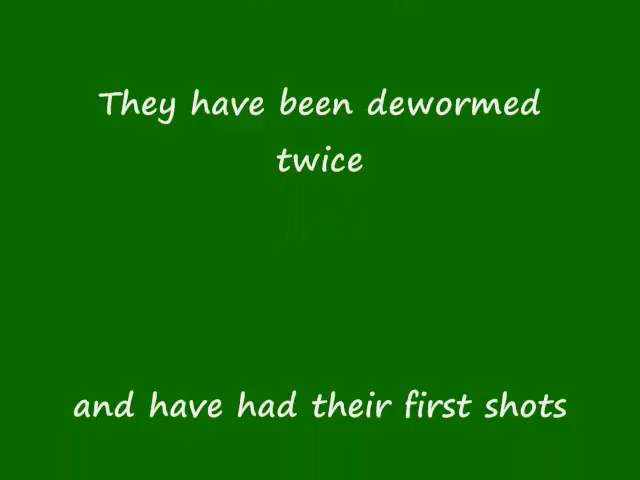 They have been dewormed
twice
and have had their first shots